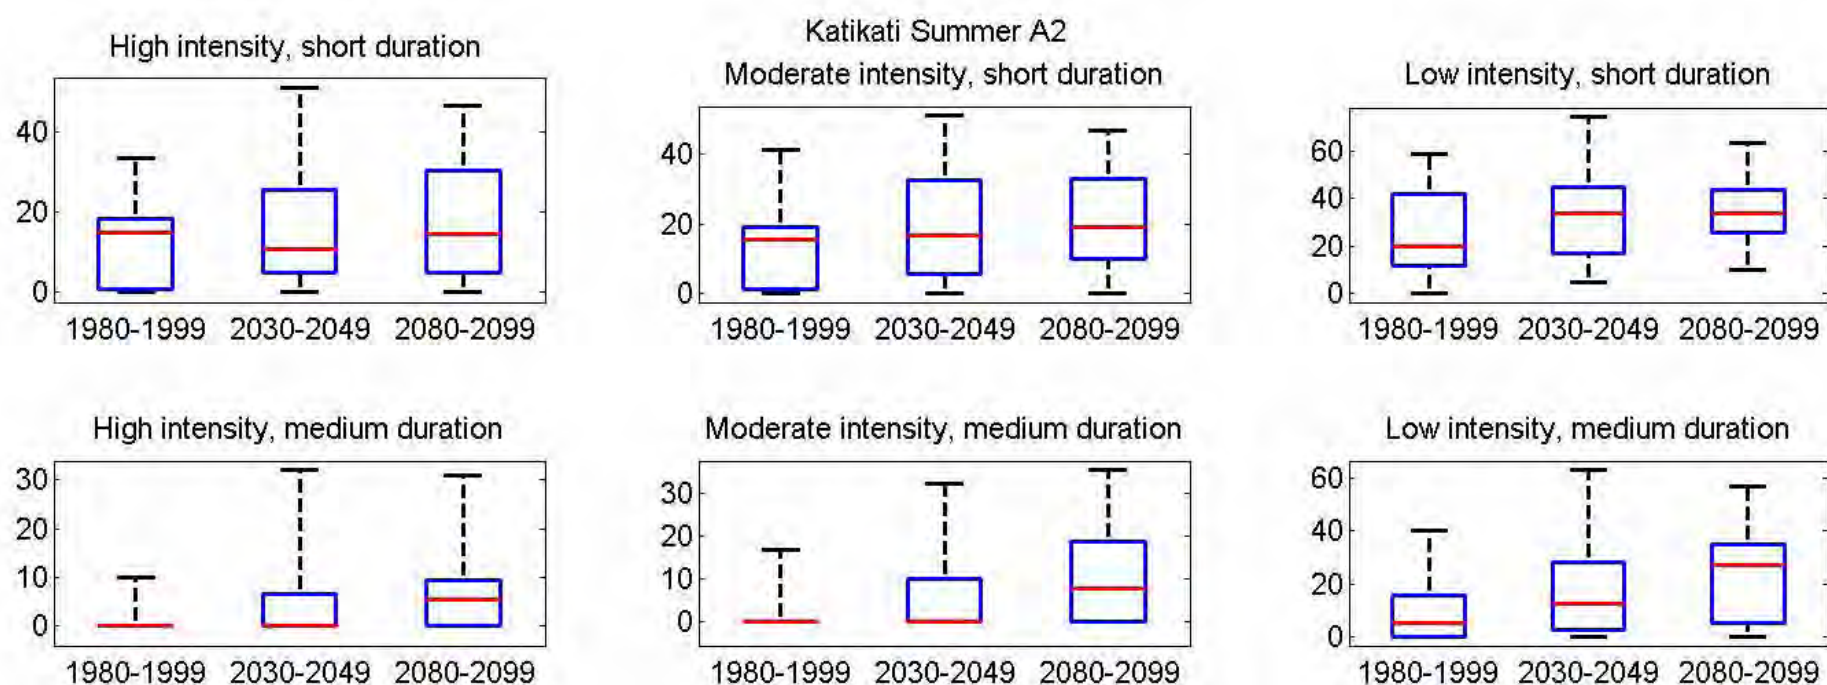 Katikati Summer A2
High intensity, short duration
Moderate intensity, short duration
Low intensity, short duration
40
20
0
40
20
0
60
40
20
0
1980-1999 2030-2049 2080-2099
1980-1999 2030-2049 2080-2099
1980-1999 2030-2049 2080-2099
High intensity, medium duration
Moderate intensity, medium duration
Low intensity, medium duration
30
20
10
0
30
20
10
0
60
40
20
0
1980-1999 2030-2049 2080-2099
1980-1999 2030-2049 2080-2099
1980-1999 2030-2049 2080-2099